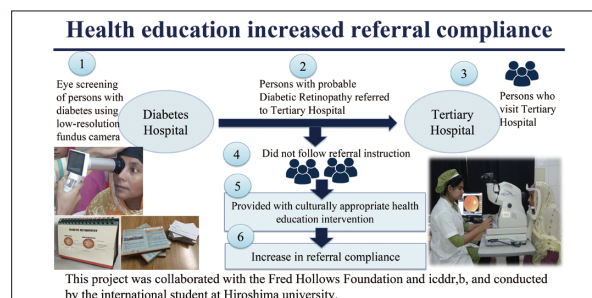 Health education increased referral compliance
1
Eye screening
of persons with
diabetes using
low-resolution
fundus camera
Diabetes
Hospital
2
Persons with probable
Diabetic Retinopathy referred
to Tertiary Hospital
3
Tertiary
Hospital
Persons who
visit Tertiary
Hospital
4
Did not follow referral instruction
5
Provided with culturally appropriate health
education intervention
6
Increase in referral compliance
This project was collaborated with the Fred Hollows Foundation and icddr,b, and conducted
by the international student at Hiroshima university.